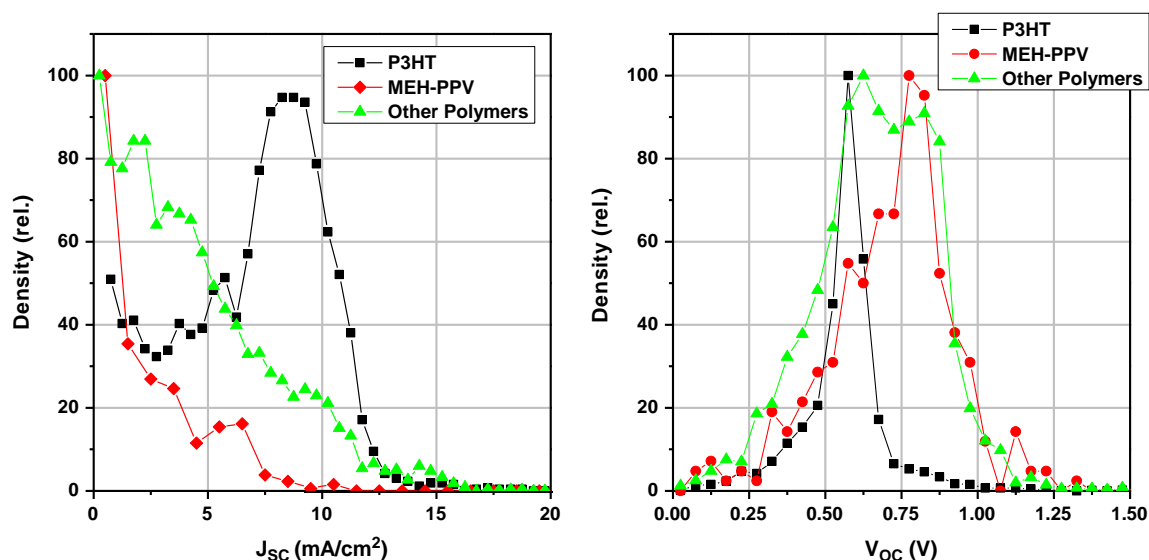 P3HT
MEH-PPV
Other Polymers
100
80
60
40
20
0
Density (rel.)
0
5
10
15
20
J_SC (mA/cm²)
P3HT
MEH-PPV
Other Polymers
100
80
60
40
20
0
Density (rel.)
0.00
0.25
0.50
0.75
1.00
1.25
1.50
V_OC (V)